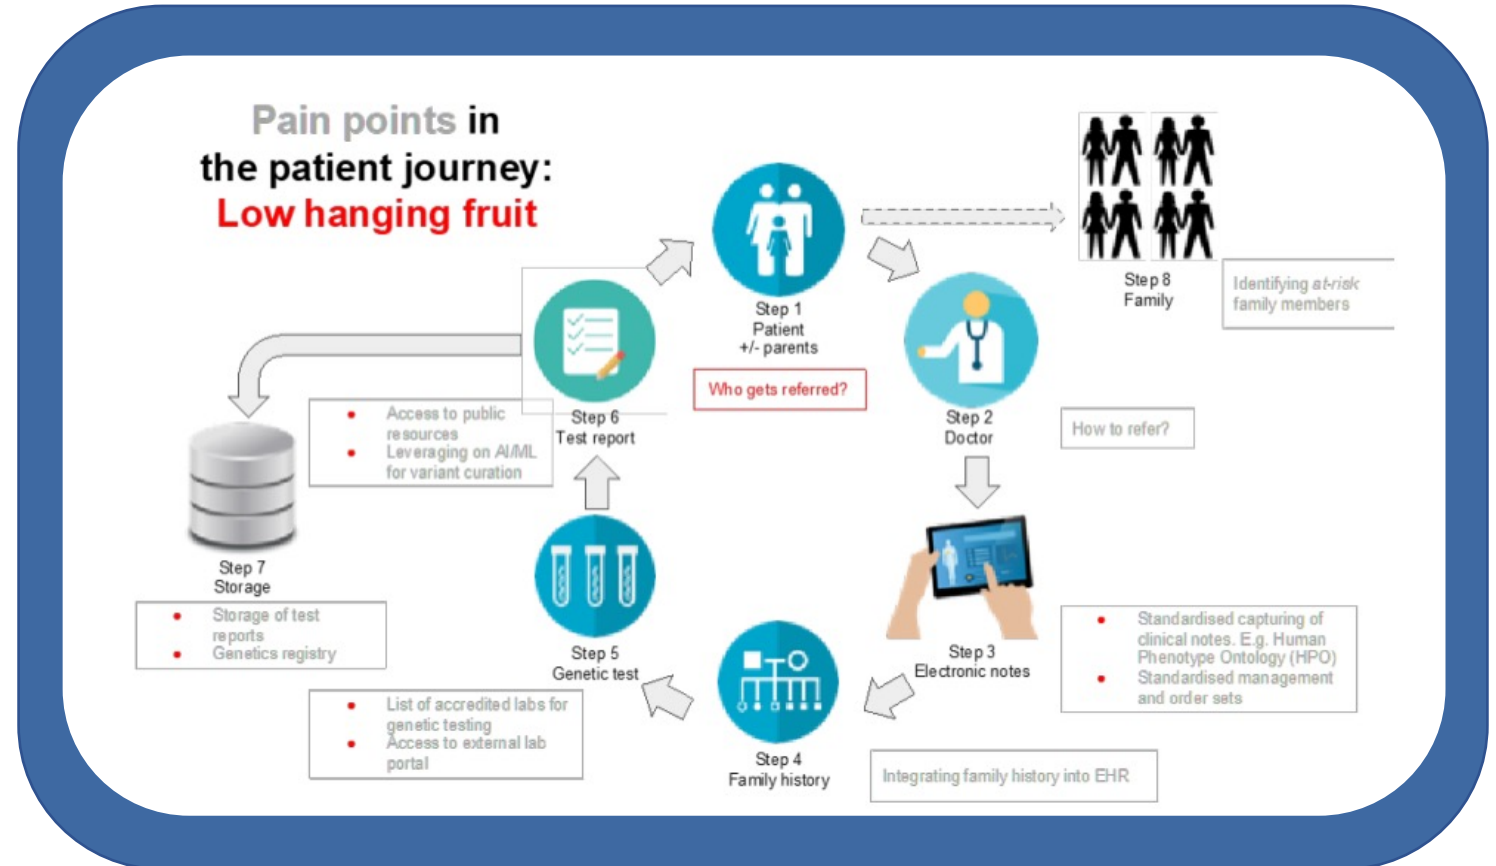 Pain points in
the patient journey:
Low hanging fruit
Step 1
Patient
+/- parents
Who gets referred?
Step 2
Doctor
How to refer?
Step 3
Electronic notes
Standardised capturing of
clinical notes. E.g. Human
Phenotype Ontology (HPO)
Standardised management
and order sets
Step 4
Family history
Integrating family history into EHR
Step 5
Genetic test
List of accredited labs for
genetic testing
Access to external lab
portal
Step 6
Test report
Access to public
resources
Leveraging on AI/ML
for variant curation
Step 7
Storage
Storage of test
reports
Genetics registry
Step 8
Family
Identifying at-risk
family members